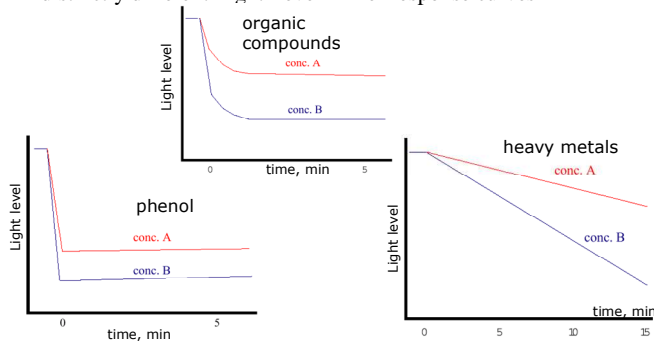 organic
compounds
conc. A
conc. B
Light level
time, min
0
5
phenol
conc. A
conc. B
Light level
0
5
time, min
heavy metals
conc. A
conc. B
Light level
time, min
0
5
10
15